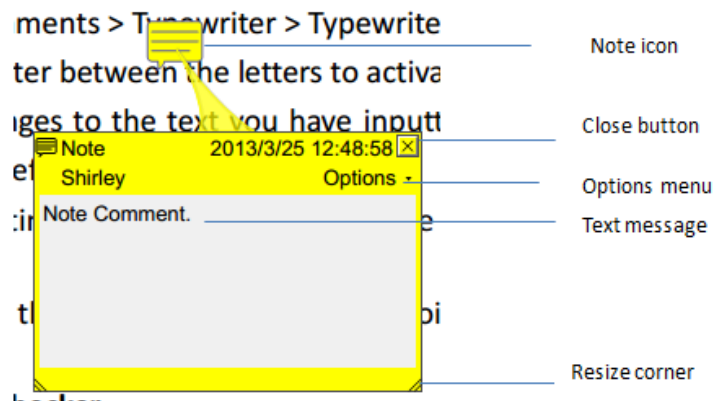 ments > Typewriter > Typewrite
Note icon
ter between the letters to activa
ges to the text you have inputt
Close button
Note 2013/3/25 12:48:58
Shirley Options
Options menu
Note Comment.
Text message
Resize corner